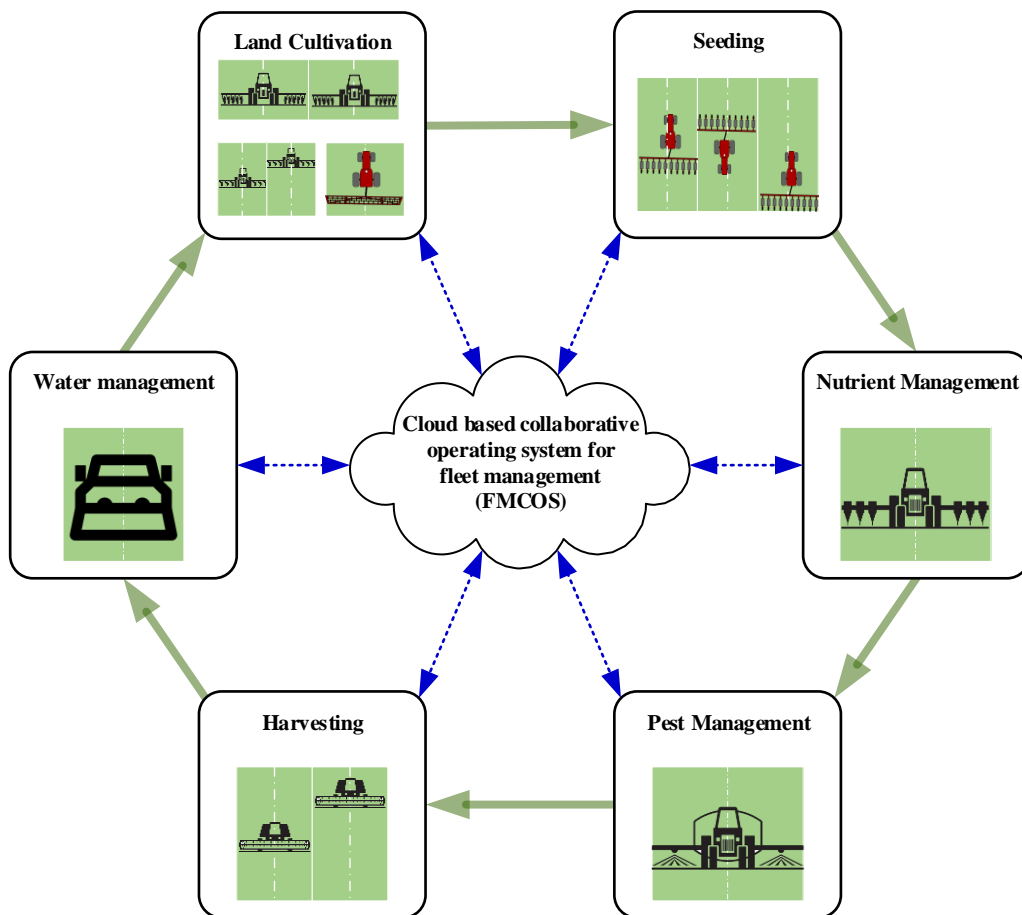 Land Cultivation
Seeding
Water management
Cloud based collaborative
operating system for
fleet management
(FMCOS)
Nutrient Management
Harvesting
Pest Management